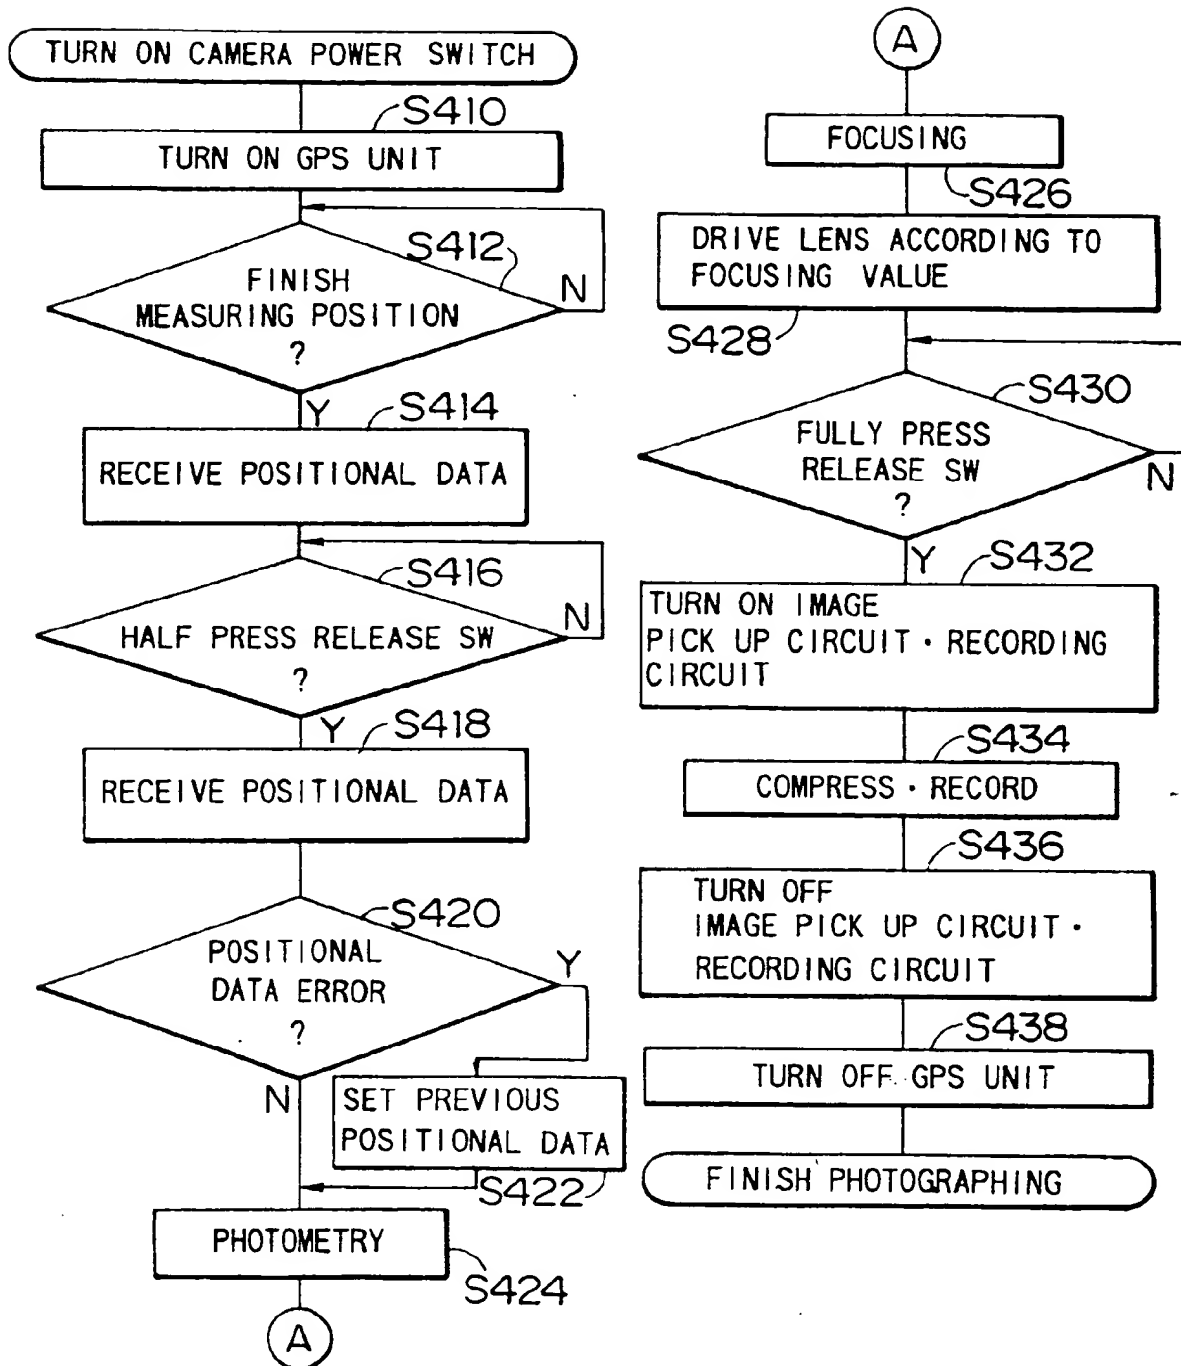 TURN ON CAMERA POWER SWITCH
S410
TURN ON GPS UNIT
S412
FINISH
MEASURING POSITION
?
N
Y
S414
RECEIVE POSITIONAL DATA
S416
HALF PRESS RELEASE SW
?
N
Y
S418
RECEIVE POSITIONAL DATA
S420
POSITIONAL
DATA ERROR
?
Y
N
SET PREVIOUS
POSITIONAL DATA
S422
PHOTOMETRY
S424
A
A
FOCUSING
S426
DRIVE LENS ACCORDING TO
FOCUSING VALUE
S428
S430
FULLY PRESS
RELEASE SW
?
N
Y
S432
TURN ON IMAGE
PICK UP CIRCUIT・RECORDING
CIRCUIT
S434
COMPRESS・RECORD
S436
TURN OFF
IMAGE PICK UP CIRCUIT・
RECORDING CIRCUIT
S438
TURN OFF GPS UNIT
FINISH PHOTOGRAPHING